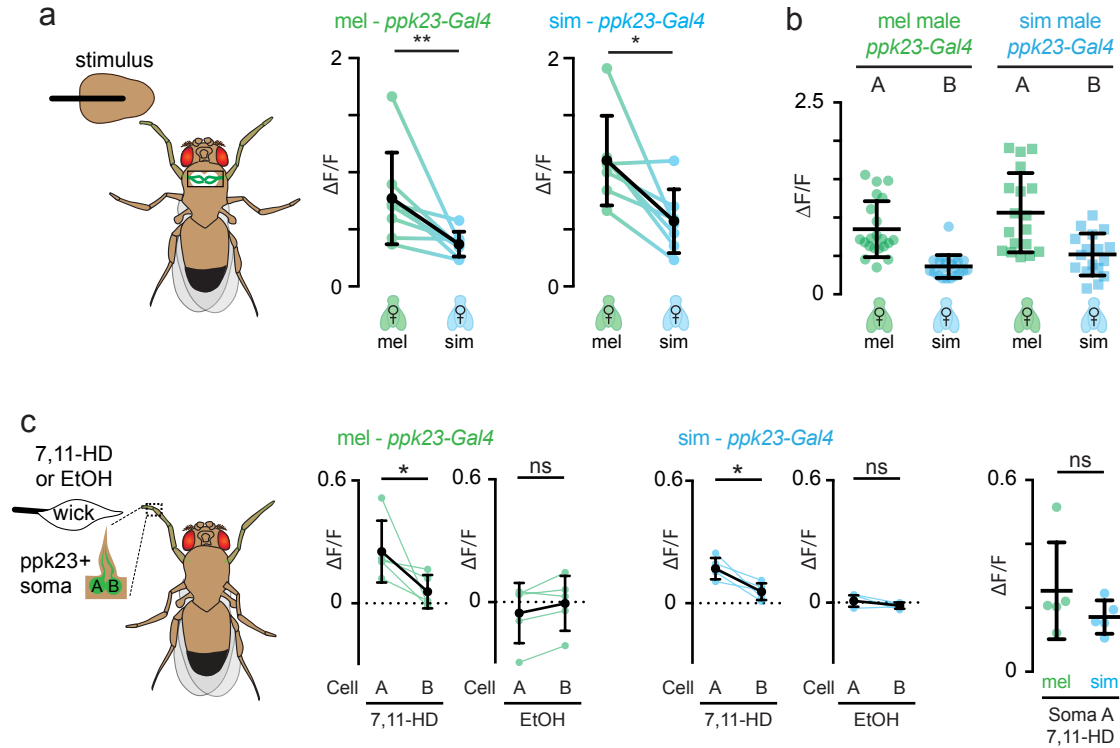 a
stimulus
mel - ppk23-Gal4
**
2
ΔF/F
0
mel
sim
sim - ppk23-Gal4
*
2
ΔF/F
0
mel
sim
b
mel male
ppk23-Gal4
sim male
ppk23-Gal4
A
B
A
B
2.5
ΔF/F
0
mel
sim
mel
sim
c
7,11-HD
or EtOH
wick
ppk23+
soma
A B
mel - ppk23-Gal4
0.6
*
ΔF/F
0
Cell A B
7,11-HD
0.6
ns
ΔF/F
0
Cell A B
EtOH
sim - ppk23-Gal4
0.6
*
ΔF/F
0
Cell A B
7,11-HD
0.6
ns
ΔF/F
0
Cell A B
EtOH
ns
0.6
ΔF/F
0
mel sim
Soma A
7,11-HD